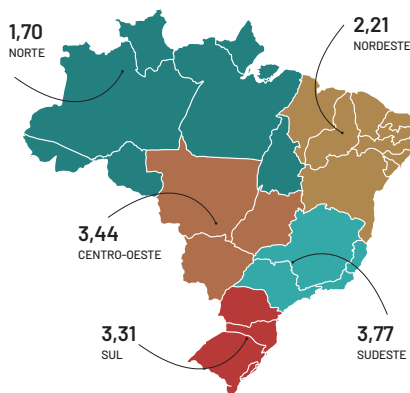 1,70
NORTE
2,21
NORDESTE
3,44
CENTRO-OESTE
3,31
SUL
3,77
SUDESTE